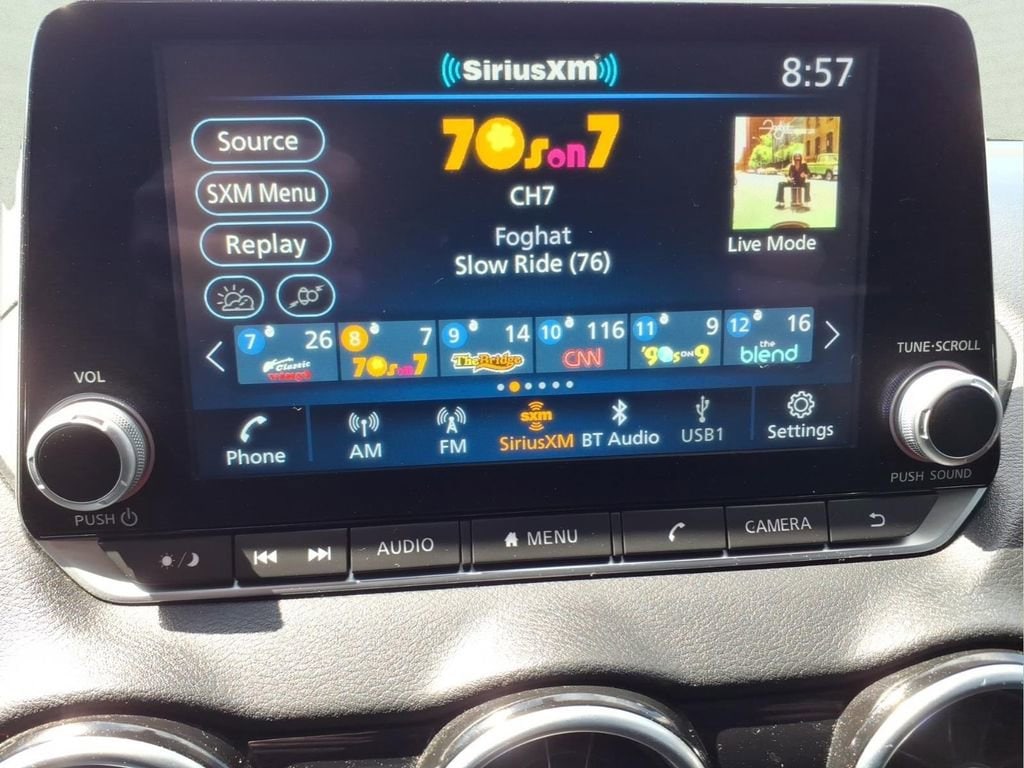 SiriusXM
8:57
Source
SXM Menu
Replay
70s on 7
CH7
Foghat
Slow Ride (76)
Live Mode
7 26
Classic Vinyl
8 7
70s on 7
9 14
The Bridge
10 116
CNN
11 9
'90s ON 9
12 16
the blend
Phone
AM
FM
sxm
SiriusXM
BT Audio
USB1
Settings
VOL
PUSH
TUNE•SCROLL
PUSH SOUND
AUDIO
MENU
CAMERA